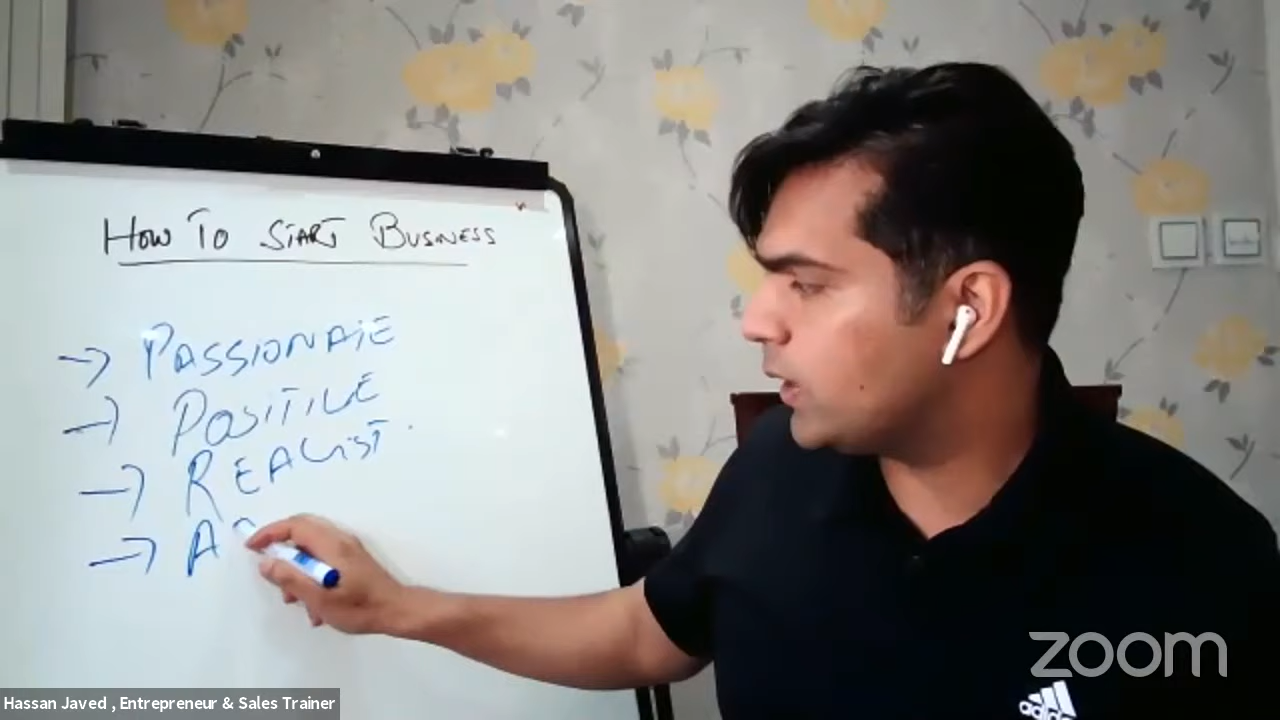 How To START BUSINESS
→ PASSIONATE
→ POSITIVE
→ REALIST.
→ A
zoom
adidas
Hassan Javed , Entrepreneur & Sales Trainer